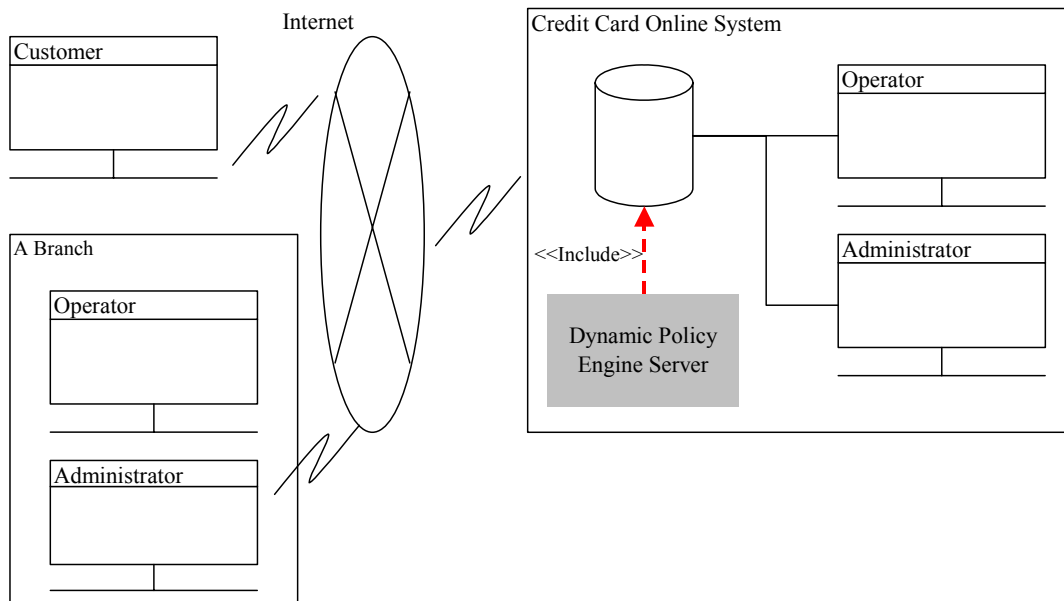 Internet
Customer
A Branch
Operator
Administrator
Credit Card Online System
Operator
Administrator
<<Include>>
Dynamic Policy
Engine Server